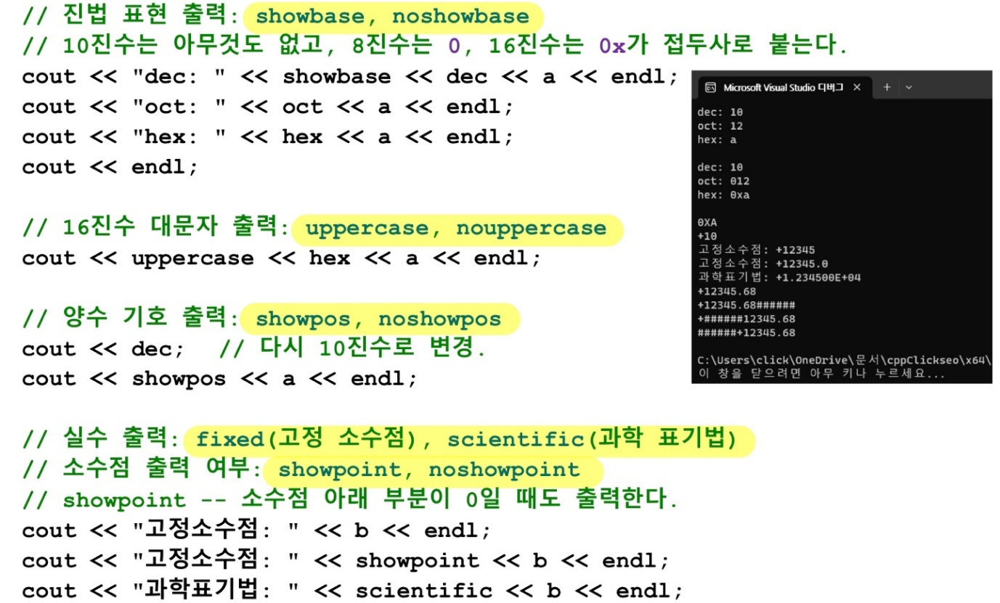 // 진법 표현 출력: showbase, noshowbase
// 10진수는 아무것도 없고, 8진수는 0, 16진수는 0x가 접두사로 붙는다.
cout << "dec: " << showbase << dec << a << endl;
cout << "oct: " << oct << a << endl;
cout << "hex: " << hex << a << endl;
cout << endl;
// 16진수 대문자 출력: uppercase, nouppercase
cout << uppercase << hex << a << endl;
// 양수 기호 출력: showpos, noshowpos
cout << dec; // 다시 10진수로 변경.
cout << showpos << a << endl;
// 실수 출력: fixed(고정 소수점), scientific(과학 표기법)
// 소수점 출력 여부: showpoint, noshowpoint
// showpoint -- 소수점 아래 부분이 0일 때도 출력한다.
cout << "고정소수점: " << b << endl;
cout << "고정소수점: " << showpoint << b << endl;
cout << "과학표기법: " << scientific << b << endl;
Microsoft Visual Studio 디버그
dec: 10
oct: 12
hex: a
dec: 10
oct: 012
hex: 0xa
0XA
+10
고정소수점: +12345
고정소수점: +12345.0
과학표기법: +1.234500E+04
+12345.68
+12345.68######
+######12345.68
######+12345.68
C:\Users\click\OneDrive\문서\cppClickseo\x64\
이 창을 닫으려면 아무 키나 누르세요...